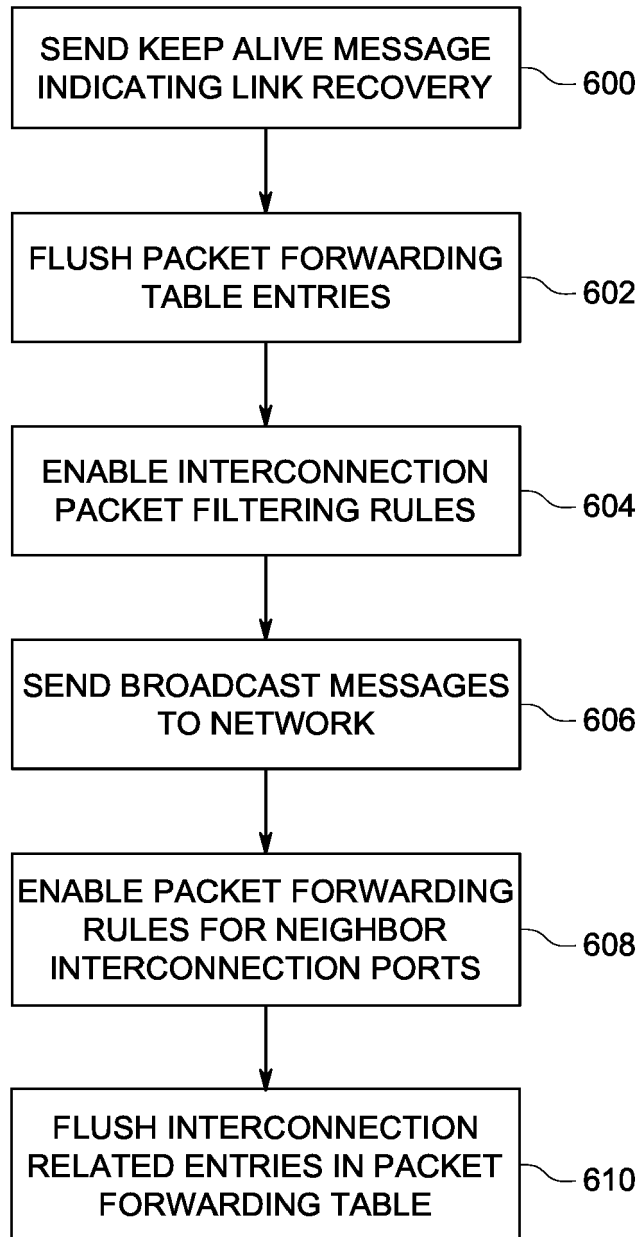 SEND KEEP ALIVE MESSAGE
INDICATING LINK RECOVERY
600
FLUSH PACKET FORWARDING
TABLE ENTRIES
602
ENABLE INTERCONNECTION
PACKET FILTERING RULES
604
SEND BROADCAST MESSAGES
TO NETWORK
606
ENABLE PACKET FORWARDING
RULES FOR NEIGHBOR
INTERCONNECTION PORTS
608
FLUSH INTERCONNECTION
RELATED ENTRIES IN PACKET
FORWARDING TABLE
610